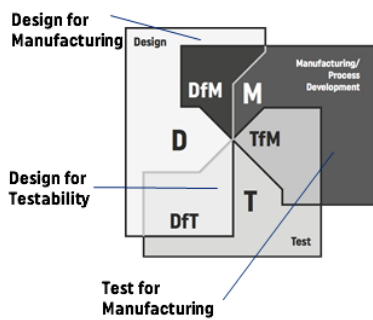 Design for
Manufacturing
Design
Manufacturing/
Process
Development
DfM
M
D
TfM
Design for
Testability
T
DfT
Test
Test for
Manufacturing